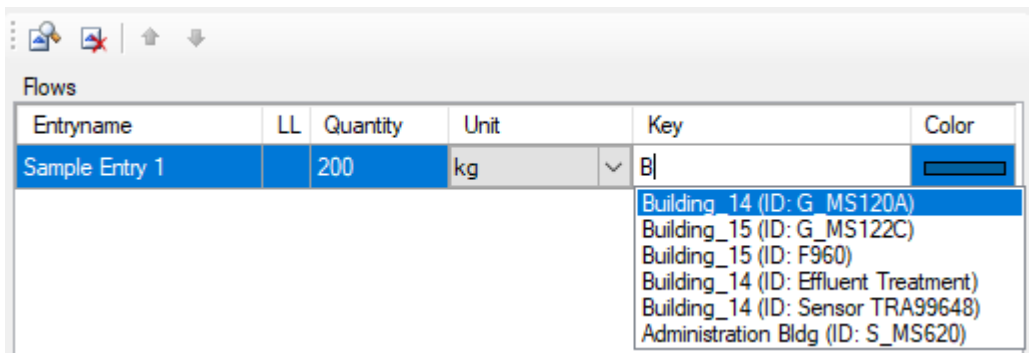 Flows
Entryname LL Quantity Unit Key Color
Sample Entry 1 200 kg B
Building_14 (ID: G_MS120A)
Building_15 (ID: G_MS122C)
Building_15 (ID: F960)
Building_14 (ID: Effluent Treatment)
Building_14 (ID: Sensor TRA99648)
Administration Bldg (ID: S_MS620)